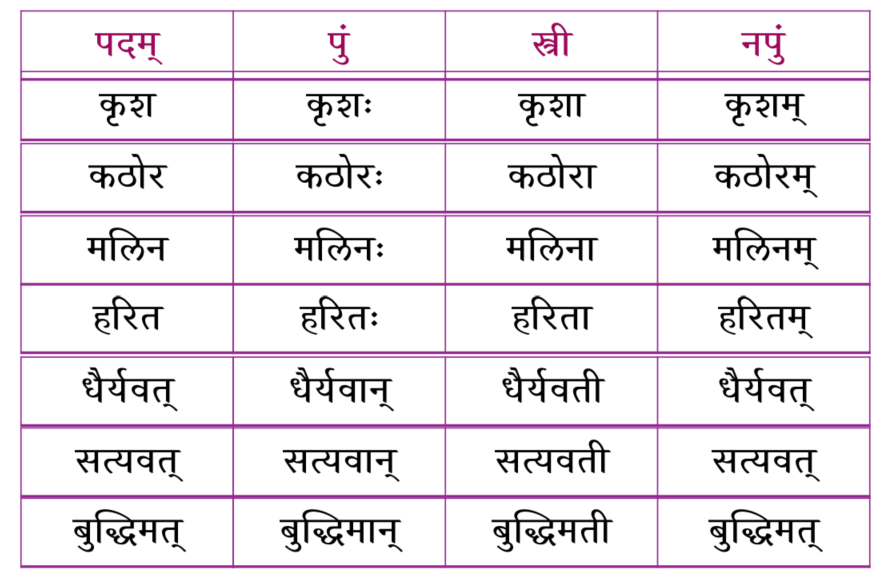 पदम् पुं स्त्री नपुं
कृश कृशः कृशा कृशम्
कठोर कठोरः कठोरा कठोरम्
मलिन मलिनः मलिना मलिनम्
हरित हरितः हरिता हरितम्
धैर्यवत् धैर्यवान् धैर्यवती धैर्यवत्
सत्यवत् सत्यवान् सत्यवती सत्यवत्
बुद्धिमत् बुद्धिमान् बुद्धिमती बुद्धिमत्